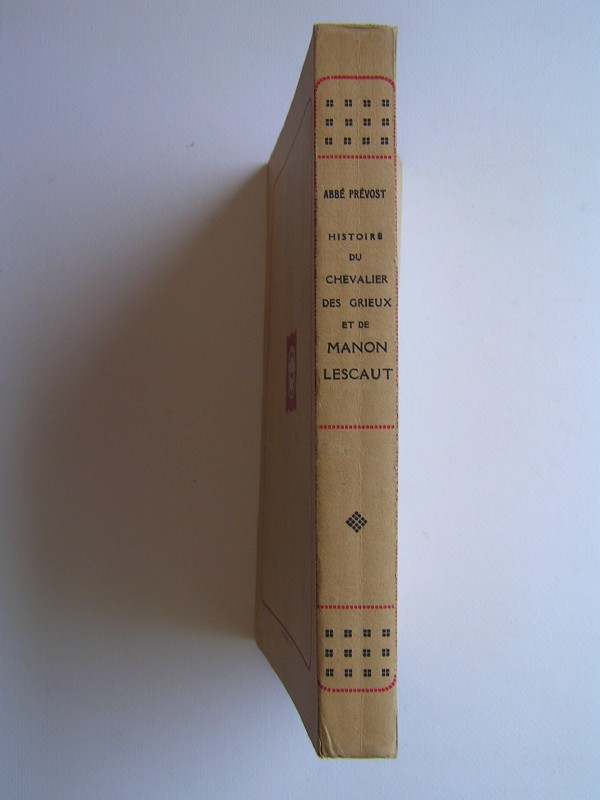 ABBÉ PRÉVOST
HISTOIRE
DU
CHEVALIER
DES GRIEUX
ET DE
MANON
LESCAUT